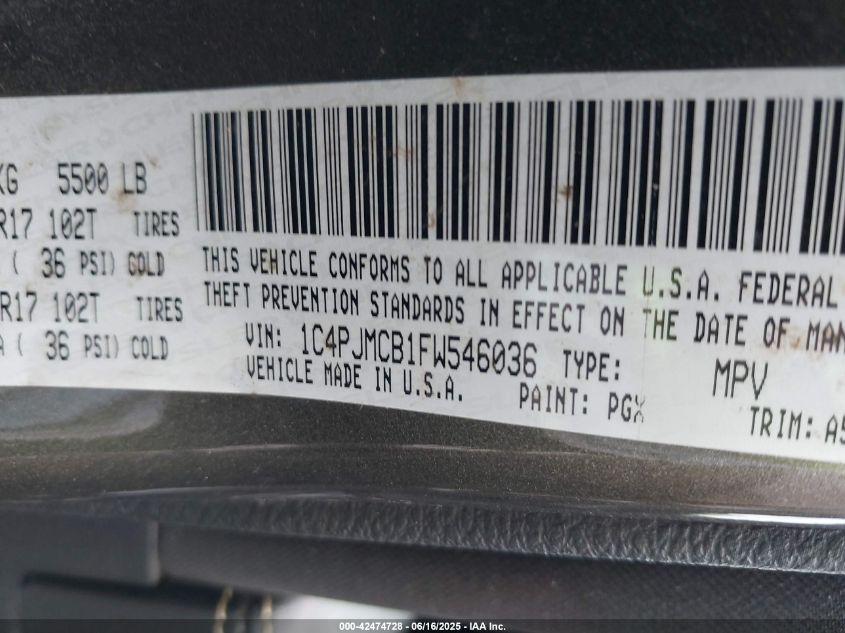 KG 5500 LB
R17 102T TIRES
( 36 PSI) COLD
R17 102T TIRES
( 36 PSI) COLD
THIS VEHICLE CONFORMS TO ALL APPLICABLE U.S.A. FEDERAL
THEFT PREVENTION STANDARDS IN EFFECT ON THE DATE OF MAN
VIN: 1C4PJMCB1FW546036 TYPE: MPV
VEHICLE MADE IN U.S.A. PAINT: PGX TRIM: A5
000-42474728 - 06/16/2025 - IAA Inc.